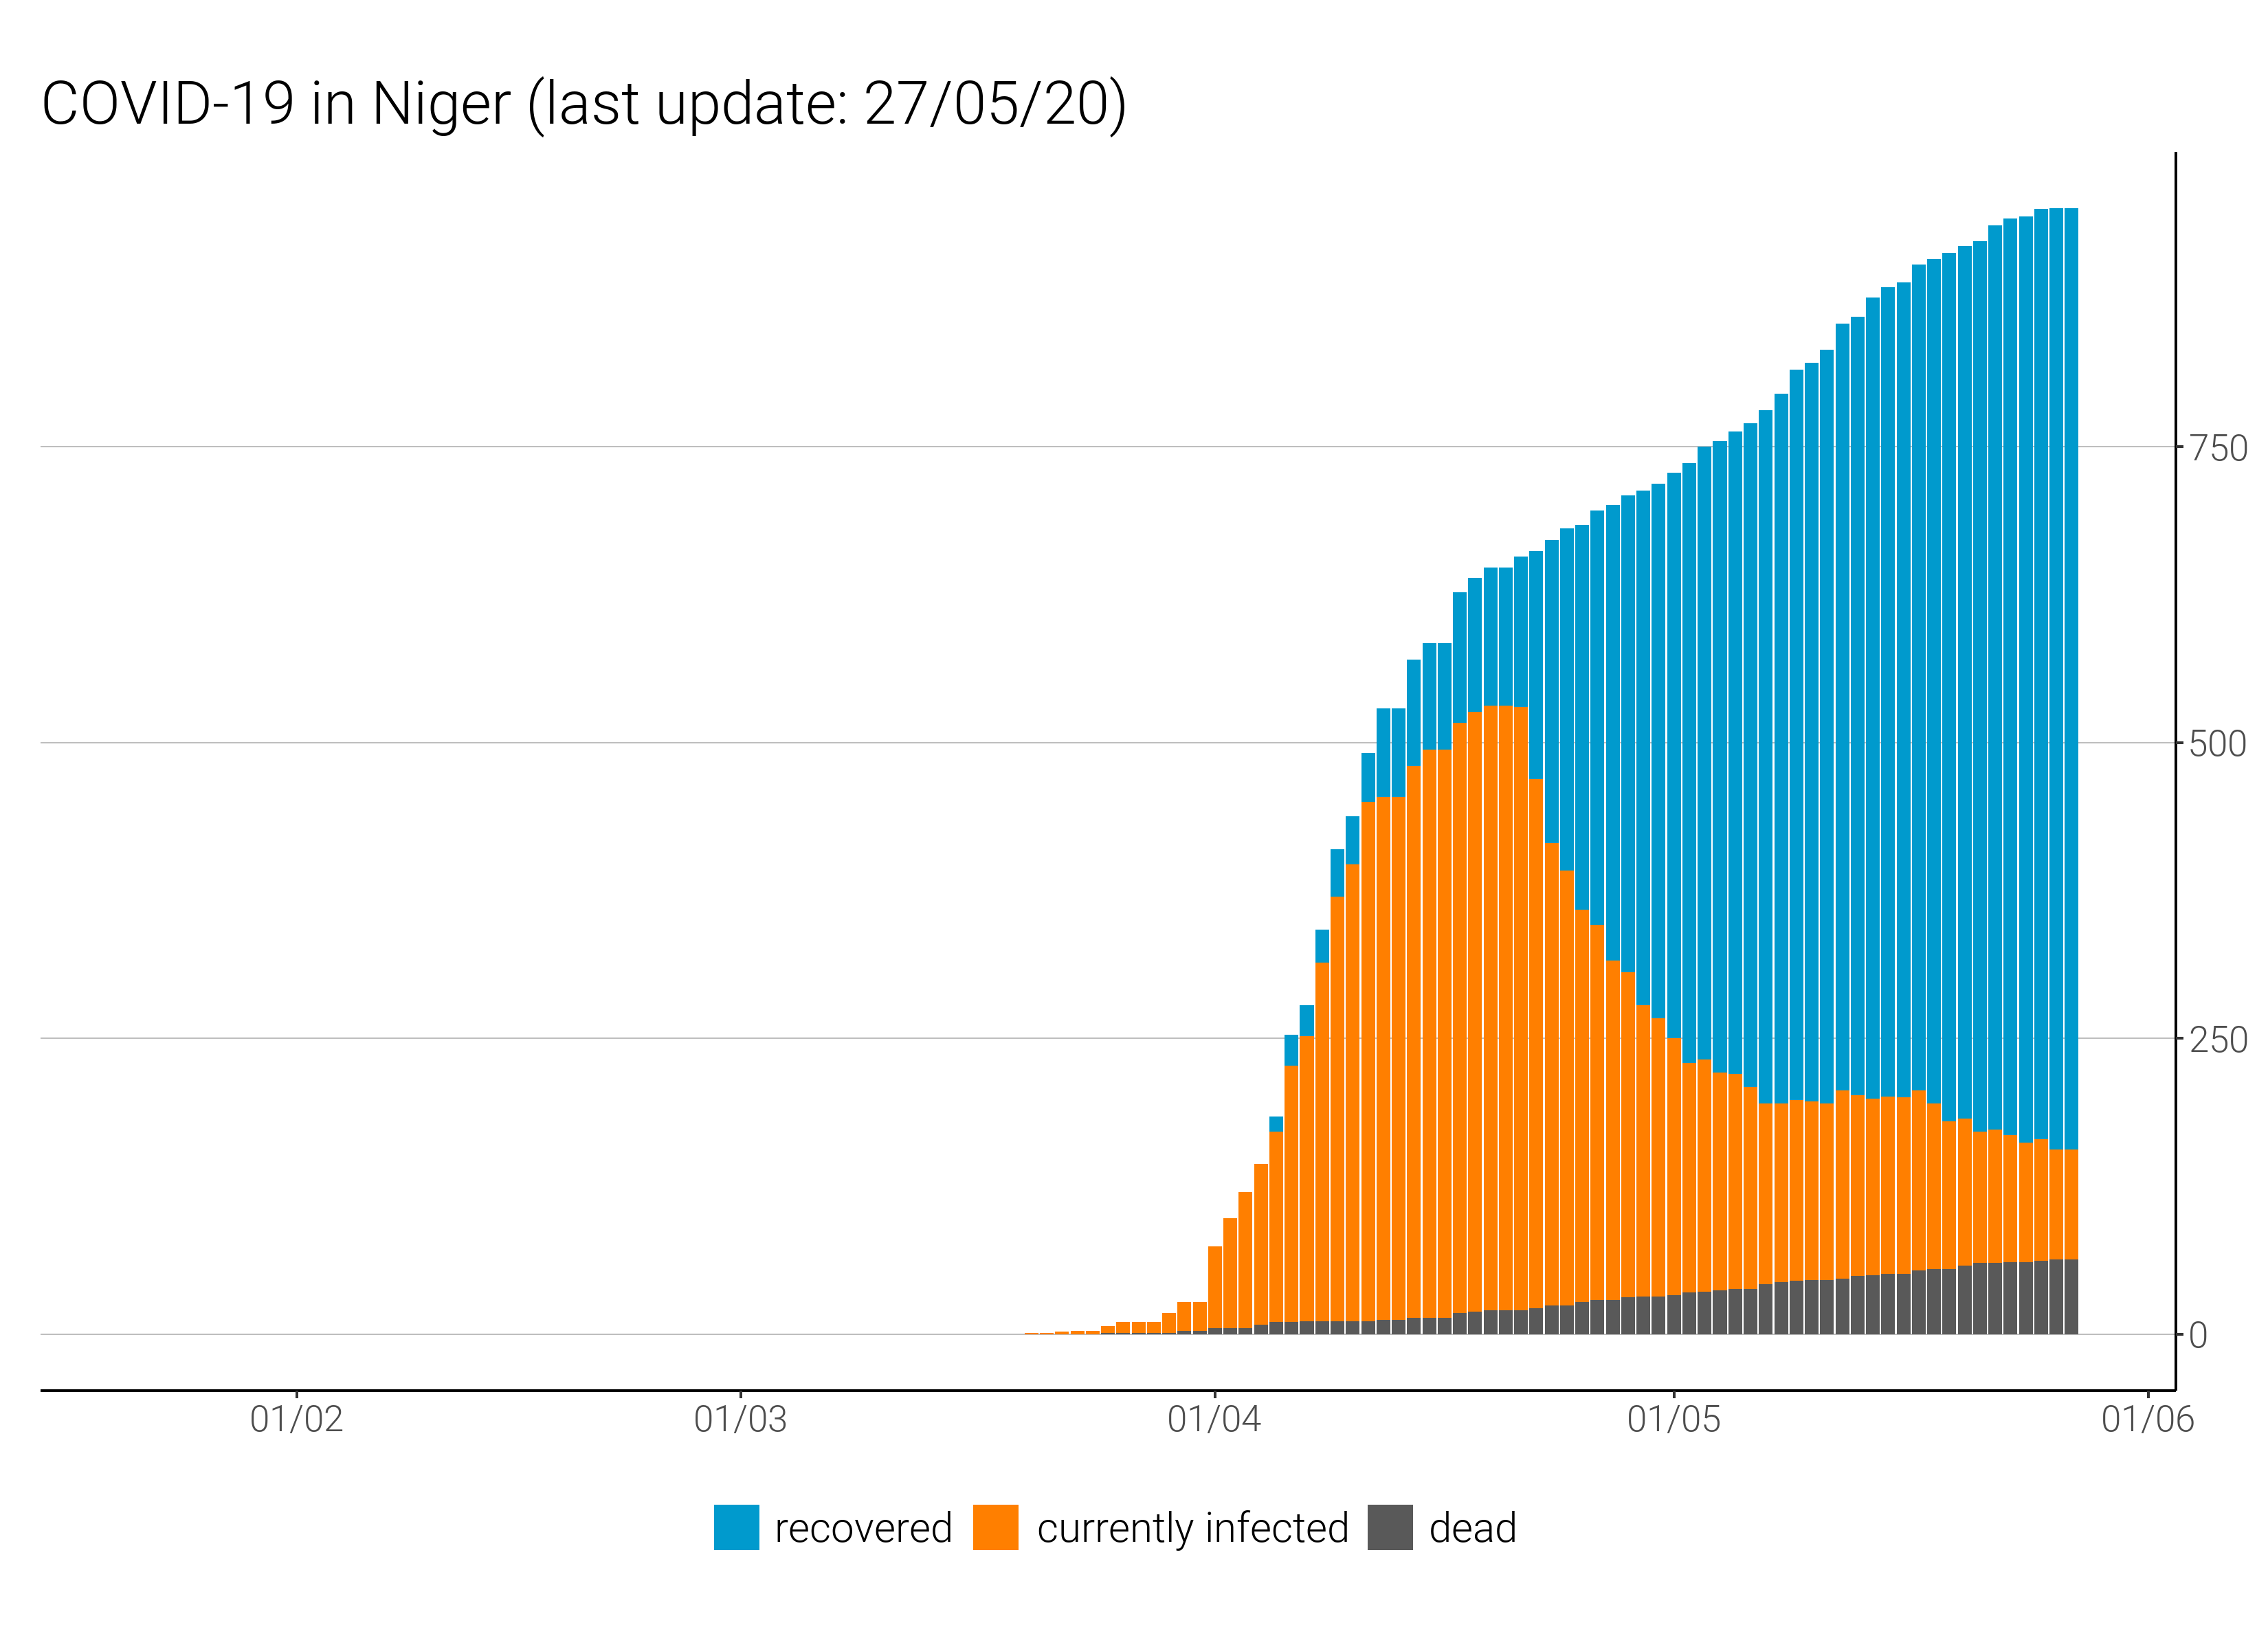 COVID-19 in Niger (last update: 27/05/20)
750
500
250
0
01/02 01/03 01/04 01/05 01/06
recovered currently infected dead